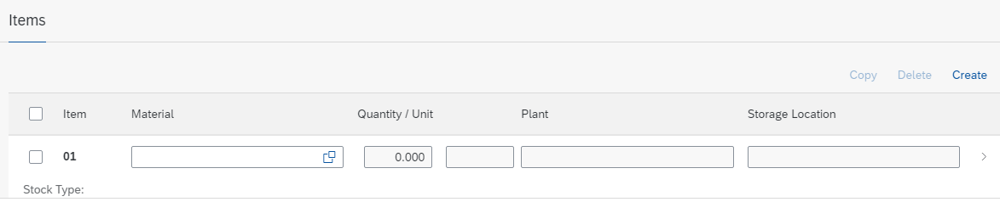 Items
Copy Delete Create
Item Material Quantity / Unit Plant Storage Location
01 0.000
Stock Type: